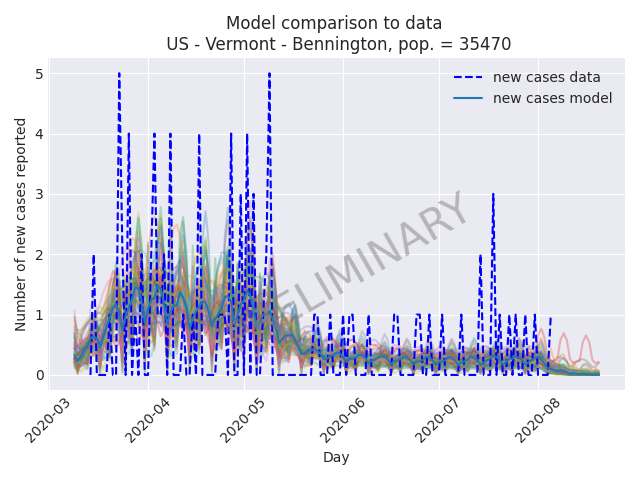 Model comparison to data
US - Vermont - Bennington, pop. = 35470
new cases data
new cases model
Number of new cases reported
5
4
3
2
1
0
2020-03
2020-04
2020-05
2020-06
2020-07
2020-08
Day